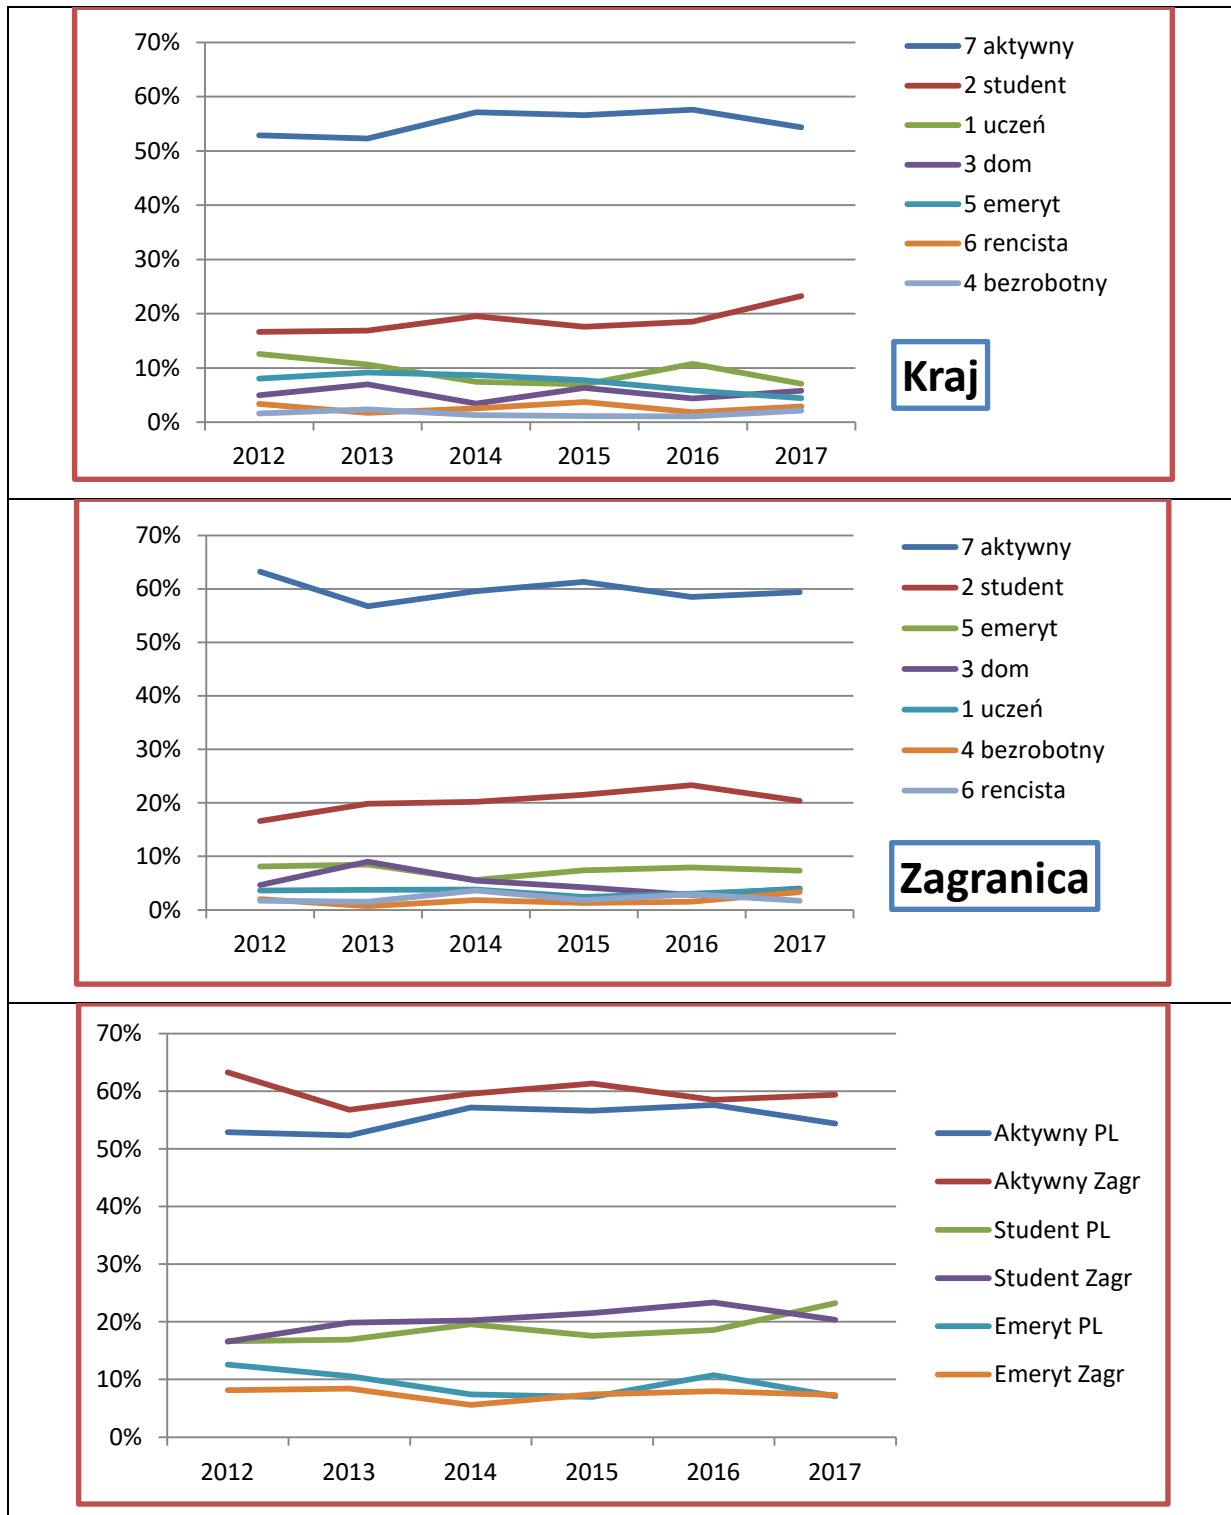 70%
60%
50%
40%
30%
20%
10%
0%
2012 2013 2014 2015 2016 2017
7 aktywny
2 student
1 uczeń
3 dom
5 emeryt
6 rencista
4 bezrobotny
Kraj
70%
60%
50%
40%
30%
20%
10%
0%
2012 2013 2014 2015 2016 2017
7 aktywny
2 student
5 emeryt
3 dom
1 uczeń
4 bezrobotny
6 rencista
Zagranica
70%
60%
50%
40%
30%
20%
10%
0%
2012 2013 2014 2015 2016 2017
Aktywny PL
Aktywny Zagr
Student PL
Student Zagr
Emeryt PL
Emeryt Zagr